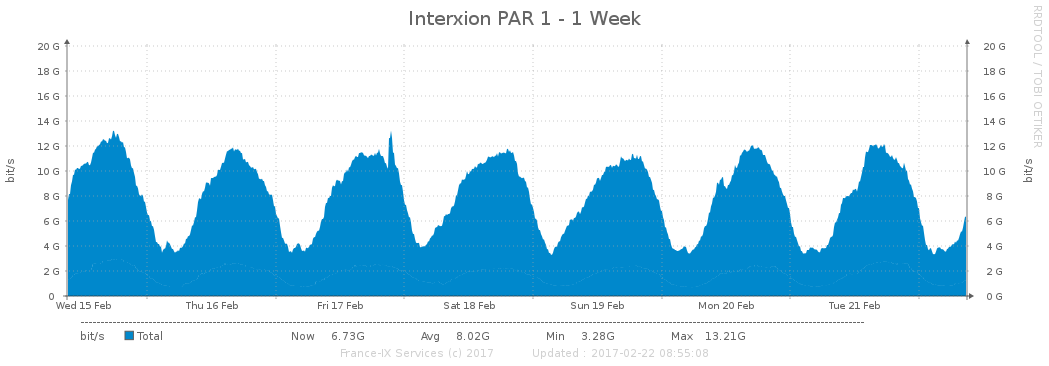 Interxion PAR 1 - 1 Week
RRDTOOL / TOBI OETIKER
bit/s
20 G 20 G
18 G 18 G
16 G 16 G
14 G 14 G
12 G 12 G
10 G 10 G
8 G 8 G
6 G 6 G
4 G 4 G
2 G 2 G
0 0 G
bit/s
Wed 15 Feb Thu 16 Feb Fri 17 Feb Sat 18 Feb Sun 19 Feb Mon 20 Feb Tue 21 Feb
bit/s Total Now 6.73G Avg 8.02G Min 3.28G Max 13.21G
France-IX Services (c) 2017 Updated : 2017-02-22 08:55:08